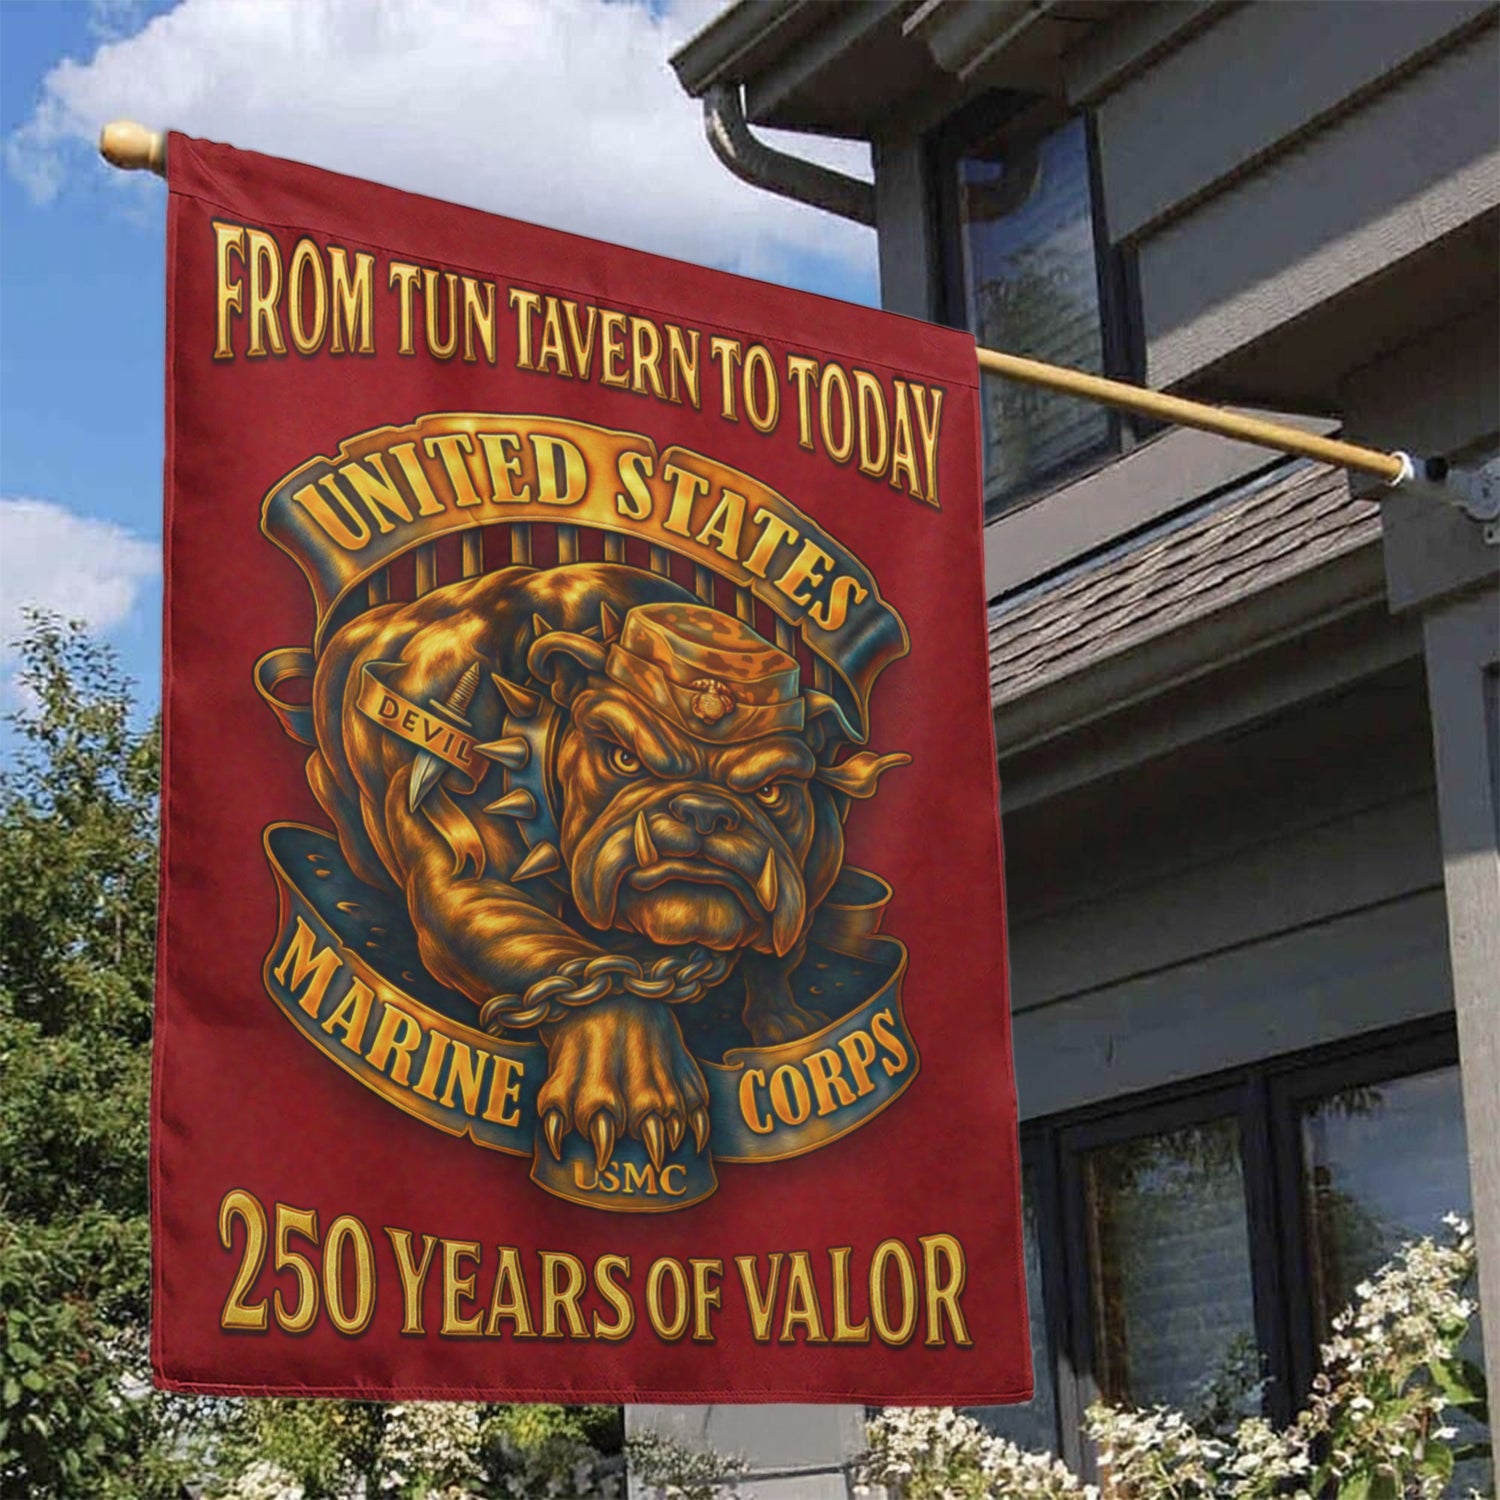 FROM TUN TAVERN TO TODAY
UNITED STATES
DEVIL
MARINE CORPS
USMC
250 YEARS OF VALOR